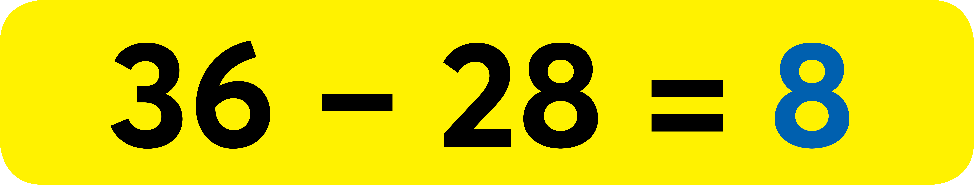 36 – 28 = 8